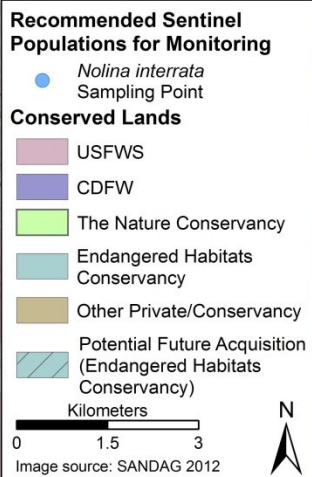 Recommended Sentinel
Populations for Monitoring
Nolina interrata
Sampling Point
Conserved Lands
USFWS
CDFW
The Nature Conservancy
Endangered Habitats
Conservancy
Other Private/Conservancy
Potential Future Acquisition
(Endangered Habitats
Conservancy)
Kilometers
N
0 1.5 3
Image source: SANDAG 2012